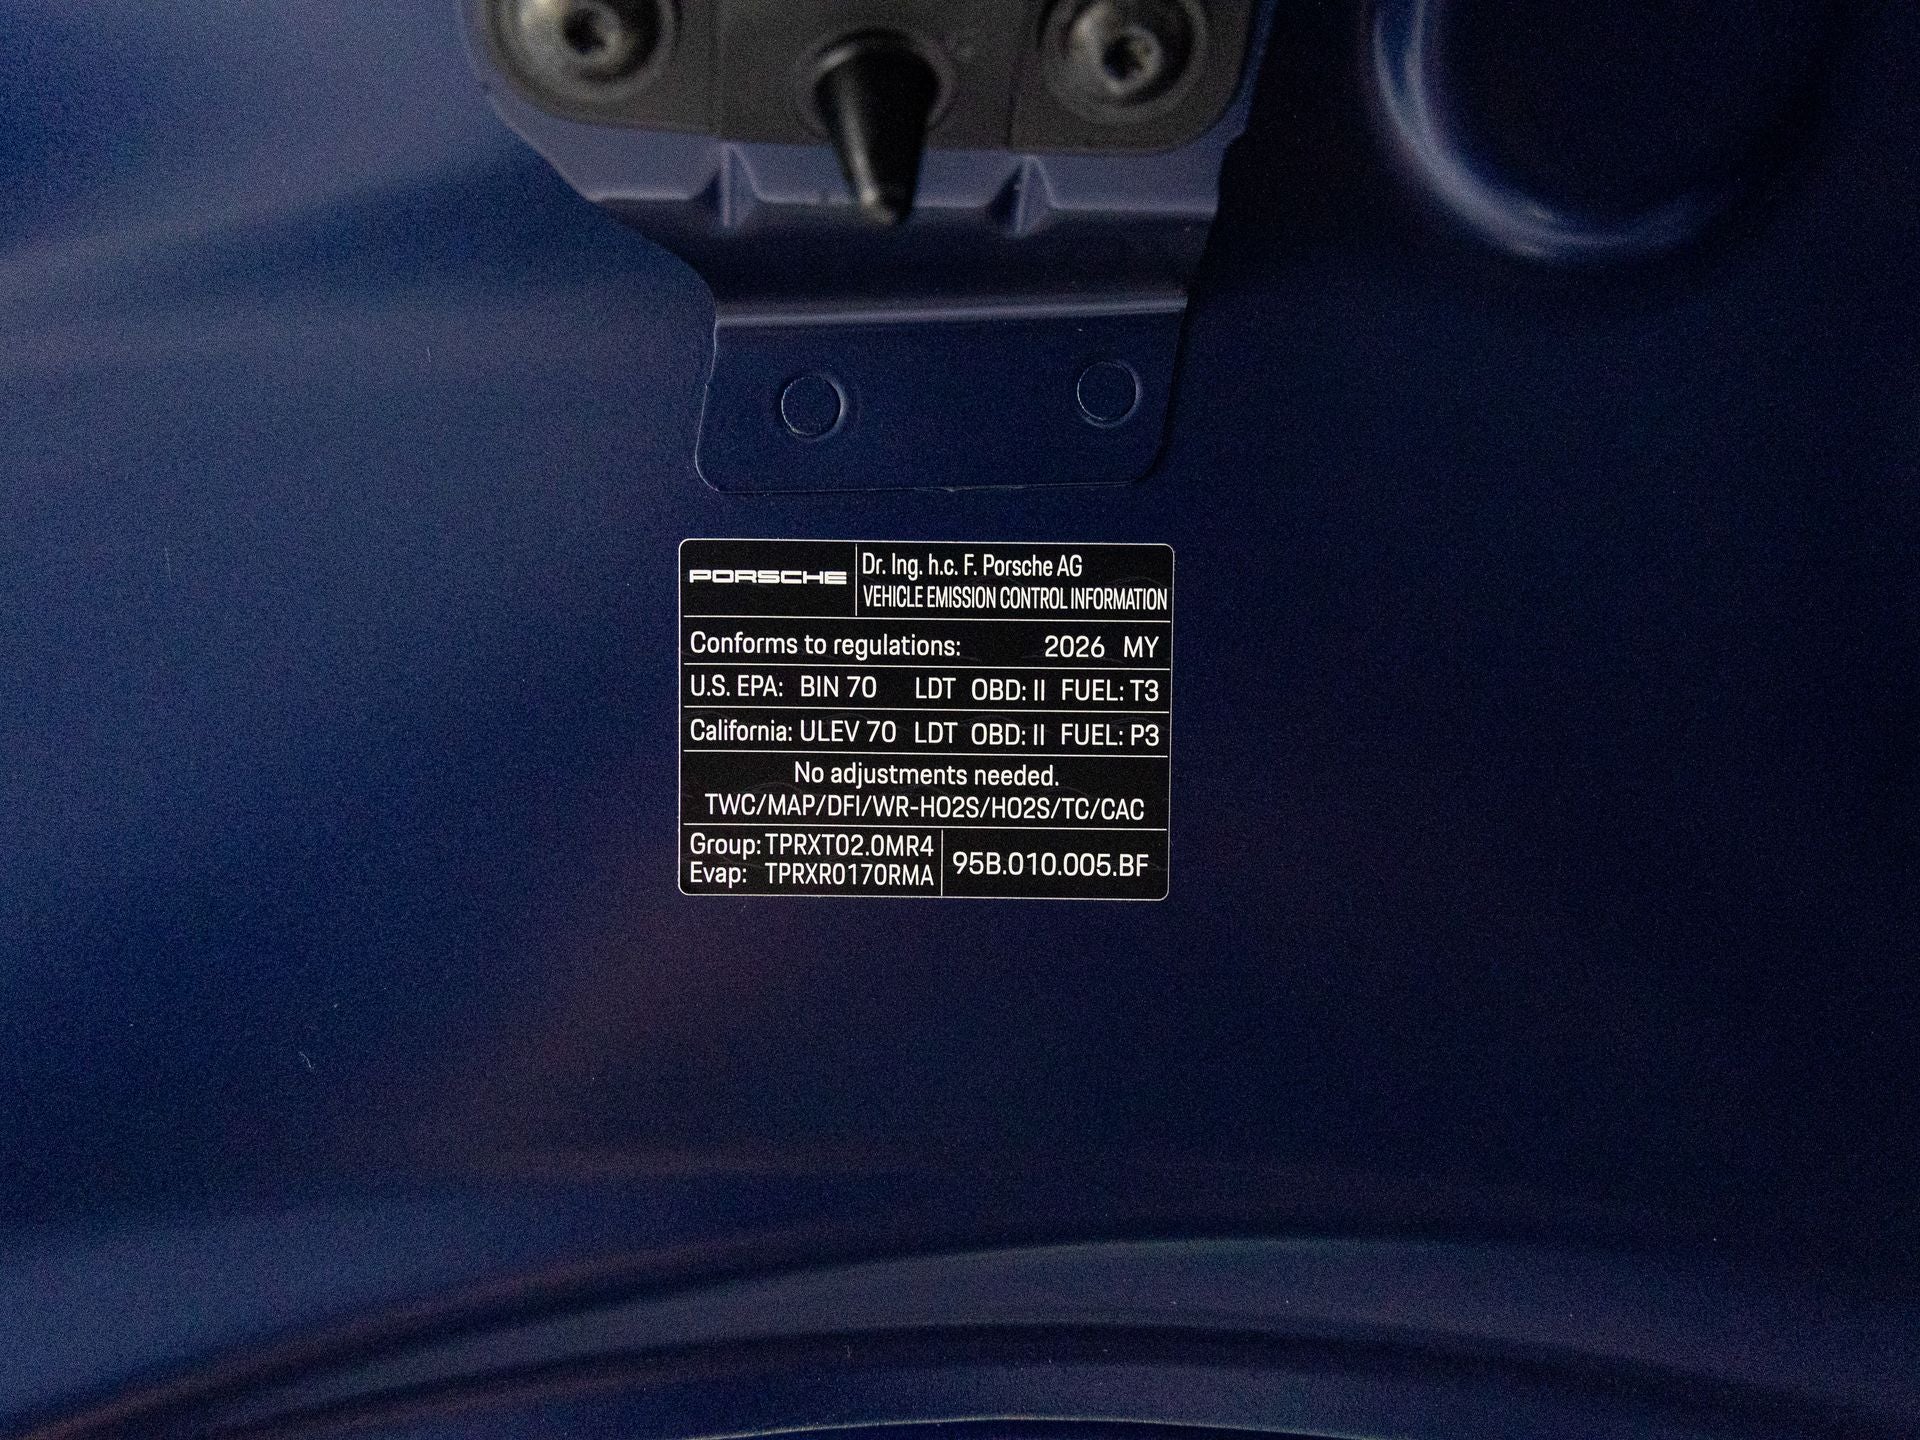 PORSCHE
Dr. Ing. h.c. F. Porsche AG
VEHICLE EMISSION CONTROL INFORMATION
Conforms to regulations: 2026 MY
U.S. EPA: BIN 70 LDT OBD: II FUEL: T3
California: ULEV 70 LDT OBD: II FUEL: P3
No adjustments needed.
TWC/MAP/DFI/WR-HO2S/HO2S/TC/CAC
Group: TPRXT02.0MR4
Evap: TPRXR0170RMA
95B.010.005.BF